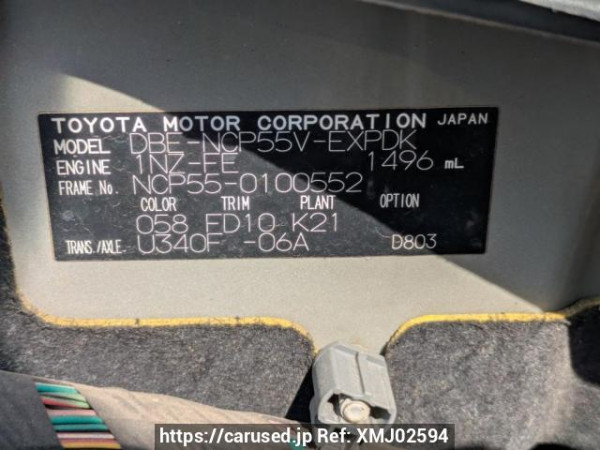 TOYOTA MOTOR CORPORATION JAPAN
MODEL DBE-NCP55V-EXPDK
ENGINE 1NZ-FE 1496 mL
FRAME No. NCP55-0100552
COLOR TRIM PLANT OPTION
058 FD10 K21
TRANS./AXLE. U340F -06A D803
https://carused.jp Ref: XMJ02594